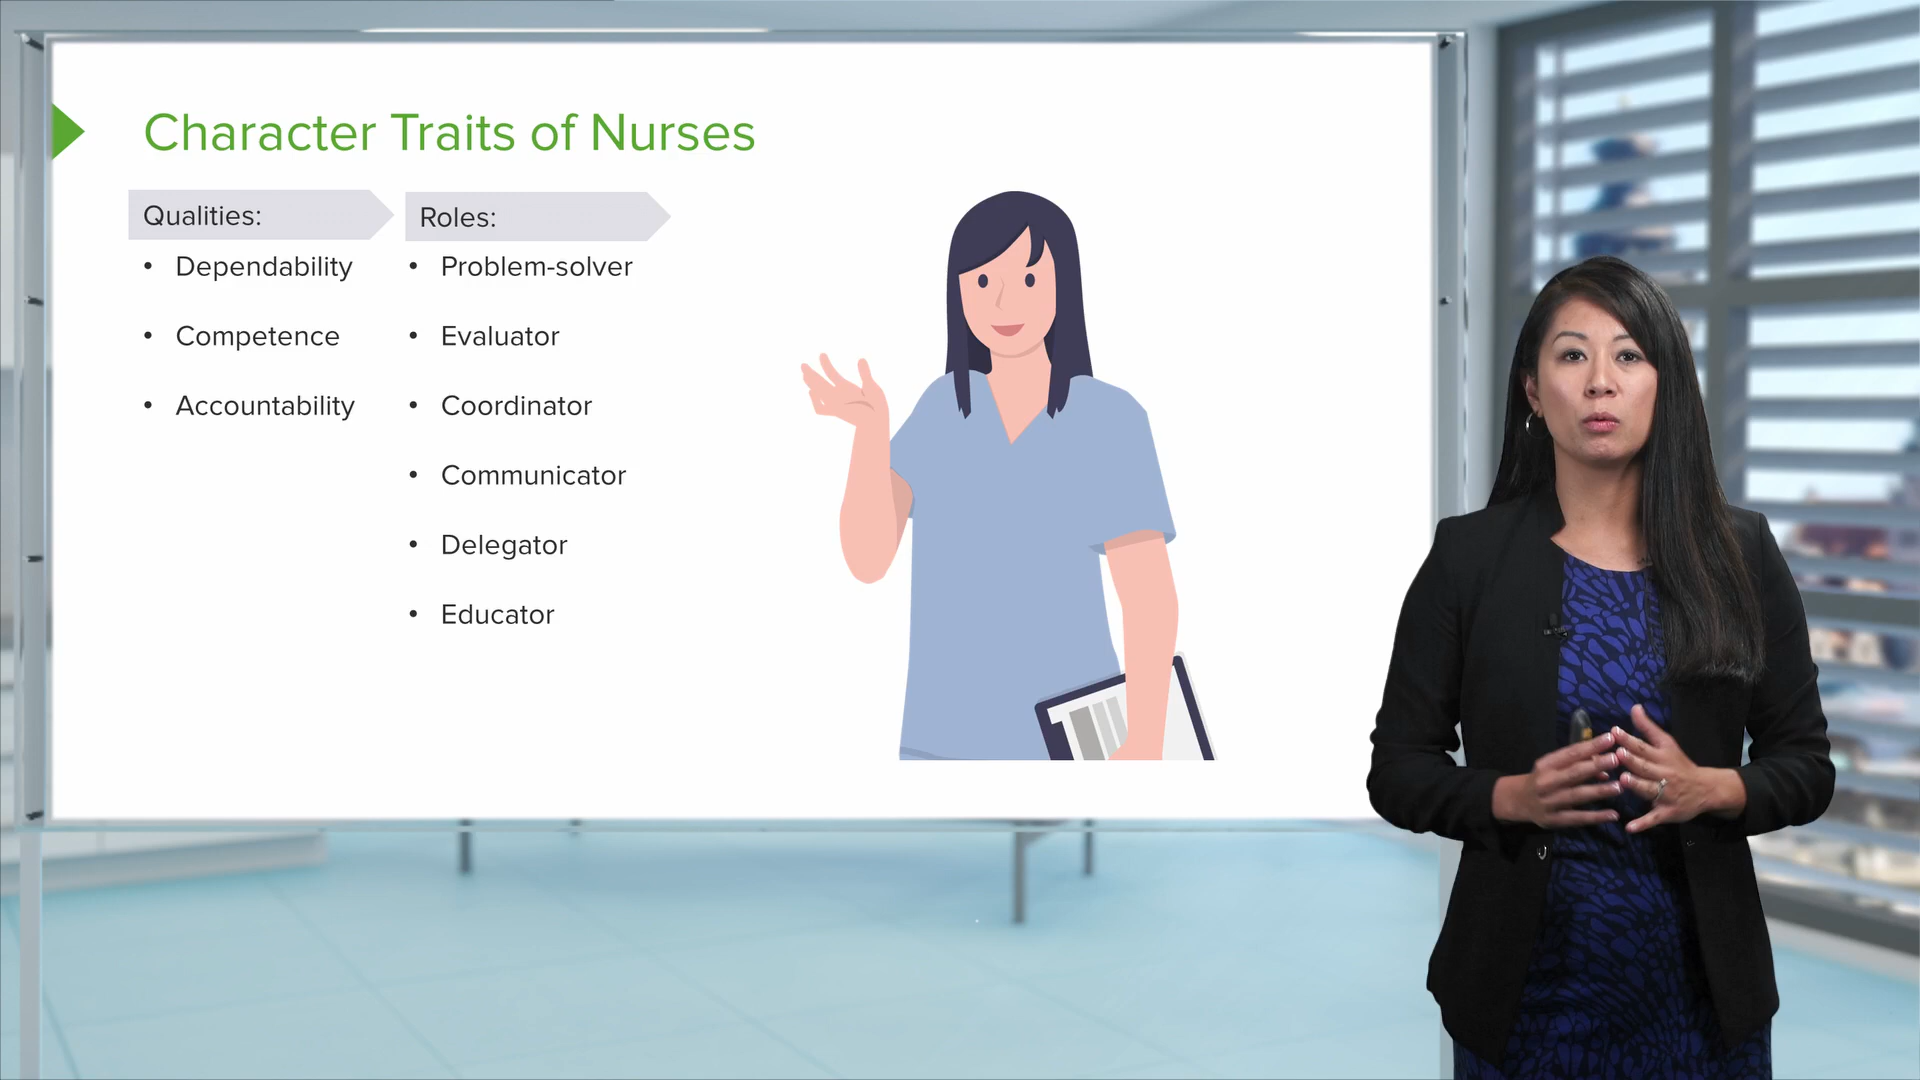 Character Traits of Nurses
Qualities:
• Dependability
• Competence
• Accountability
Roles:
• Problem-solver
• Evaluator
• Coordinator
• Communicator
• Delegator
• Educator